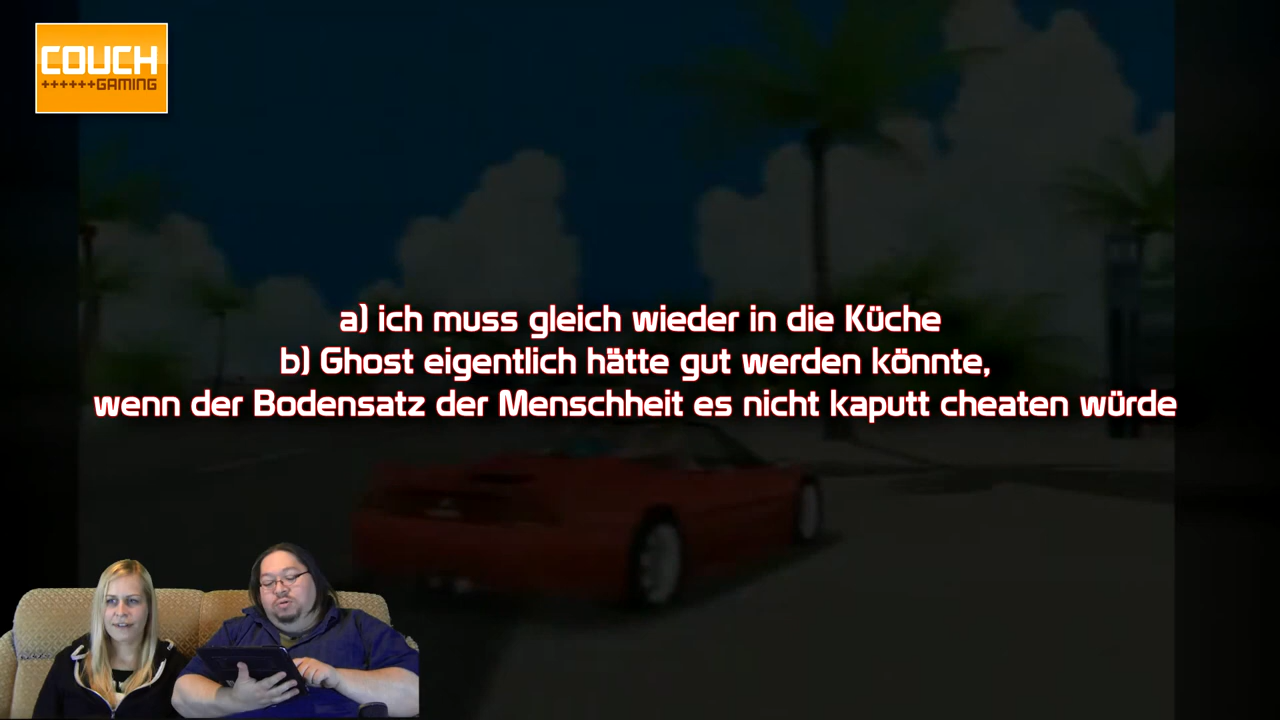 COUCH
++++++GAMING
a) ich muss gleich wieder in die Küche
b) Ghost eigentlich hätte gut werden könnte,
wenn der Bodensatz der Menschheit es nicht kaputt cheaten würde